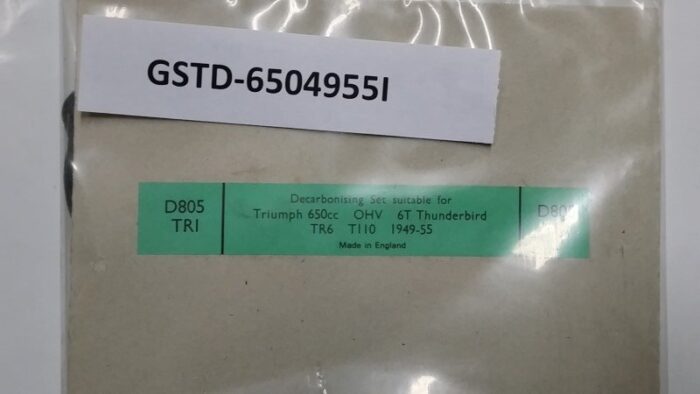 GSTD-6504955I
D805
TRI
Decarbonising Set suitable for
Triumph 650cc OHV 6T Thunderbird
TR6 T110 1949-55
Made in England